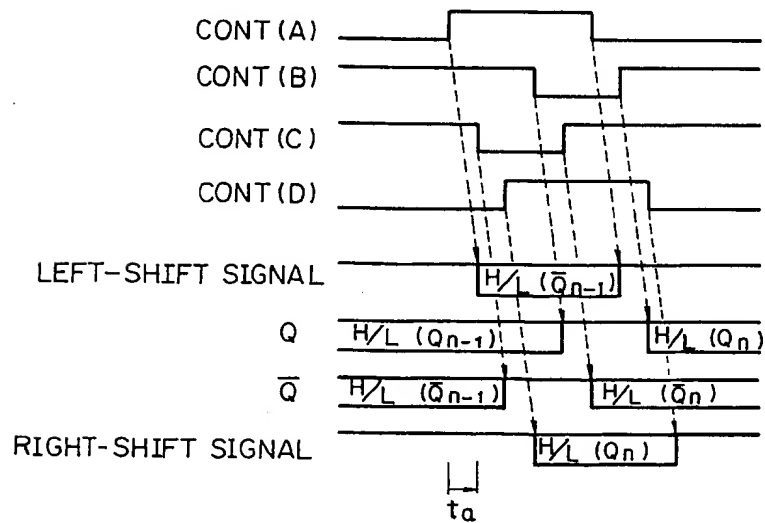 CONT(A)
CONT(B)
CONT(C)
CONT(D)
LEFT-SHIFT SIGNAL
H/L (Q̅n-1)
Q
H/L (Qn-1)
H/L (Qn)
Q̅
H/L (Q̅n-1)
H/L (Q̅n)
RIGHT-SHIFT SIGNAL
H/L (Qn)
ta